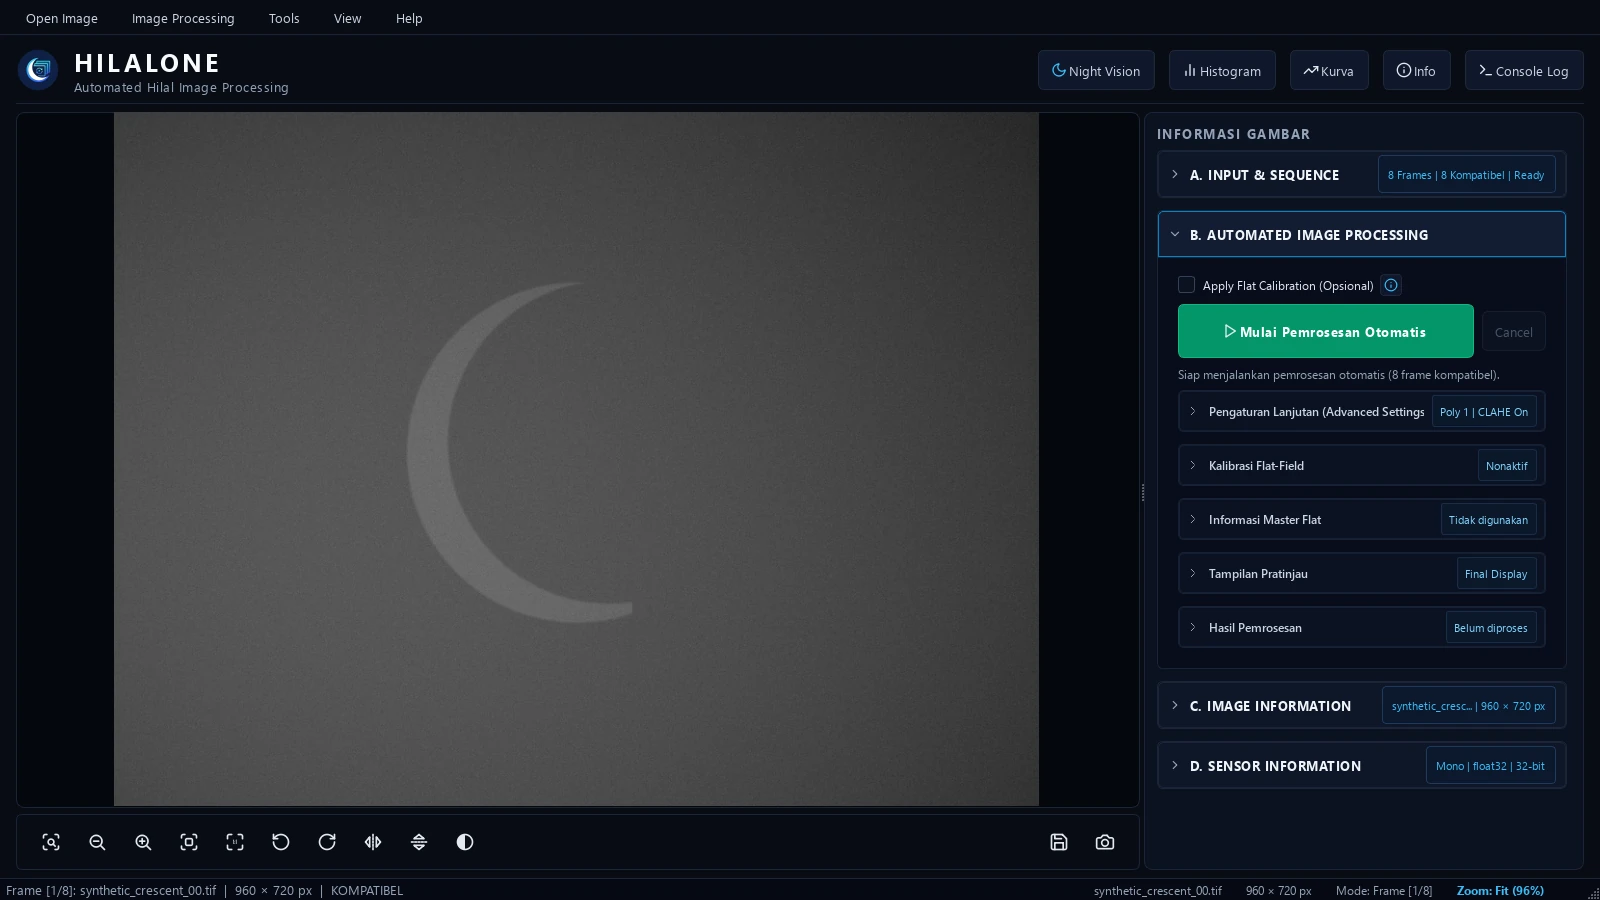 Open Image Image Processing Tools View Help
HILALONE
Automated Hilal Image Processing
Night Vision Histogram Kurva Info Console Log
INFORMASI GAMBAR
A. INPUT & SEQUENCE 8 Frames | 8 Kompatibel | Ready
B. AUTOMATED IMAGE PROCESSING
Apply Flat Calibration (Opsional)
Mulai Pemrosesan Otomatis Cancel
Siap menjalankan pemrosesan otomatis (8 frame kompatibel).
Pengaturan Lanjutan (Advanced Settings Poly 1 | CLAHE On
Kalibrasi Flat-Field Nonaktif
Informasi Master Flat Tidak digunakan
Tampilan Pratinjau Final Display
Hasil Pemrosesan Belum diproses
C. IMAGE INFORMATION synthetic_cresc... | 960 × 720 px
D. SENSOR INFORMATION Mono | float32 | 32-bit
Frame [1/8]: synthetic_crescent_00.tif | 960 × 720 px | KOMPATIBEL synthetic_crescent_00.tif 960 × 720 px Mode: Frame [1/8] Zoom: Fit (96%)